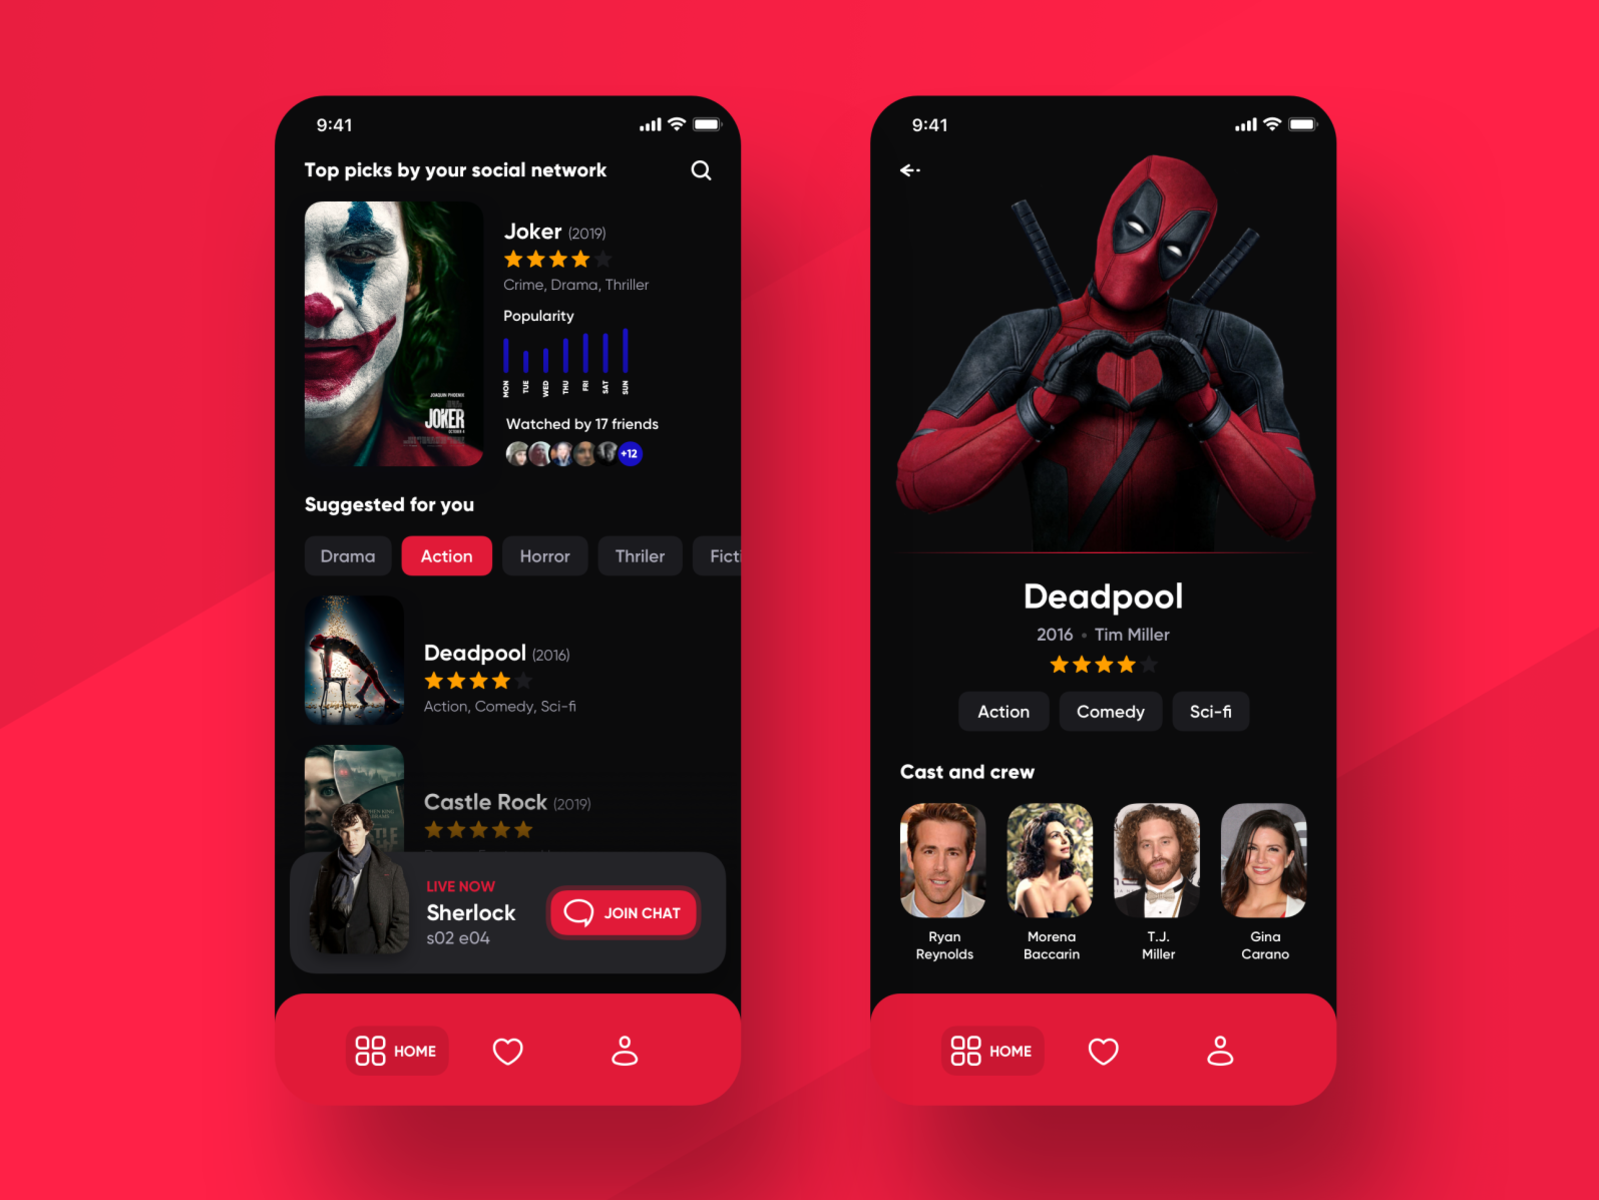 9:41
Top picks by your social network
JOAQUIN PHOENIX
JOKER
OCTOBER 4
Joker (2019)
Crime, Drama, Thriller
Popularity
MON TUE WED THU FRI SAT SUN
Watched by 17 friends
+12
Suggested for you
Drama Action Horror Thriler Ficti
Deadpool (2016)
Action, Comedy, Sci-fi
Castle Rock (2019)
LIVE NOW
Sherlock
s02 e04
JOIN CHAT
HOME
9:41
Deadpool
2016 • Tim Miller
Action Comedy Sci-fi
Cast and crew
Ryan
Reynolds
Morena
Baccarin
T.J.
Miller
Gina
Carano
HOME